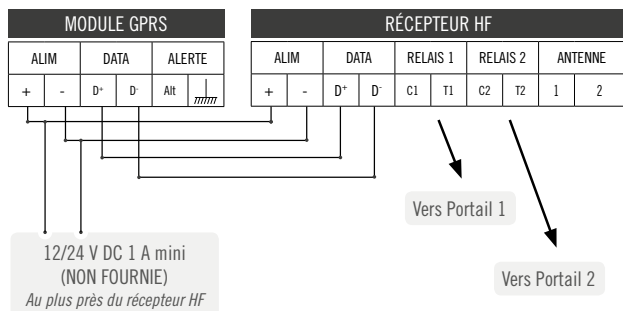 MODULE GPRS
ALIM DATA ALERTE
+ - D+ D- Alt
RÉCEPTEUR HF
ALIM DATA RELAIS 1 RELAIS 2 ANTENNE
+ - D+ D- C1 T1 C2 T2 1 2
Vers Portail 1
Vers Portail 2
12/24 V DC 1 A mini
(NON FOURNIE)
Au plus près du récepteur HF